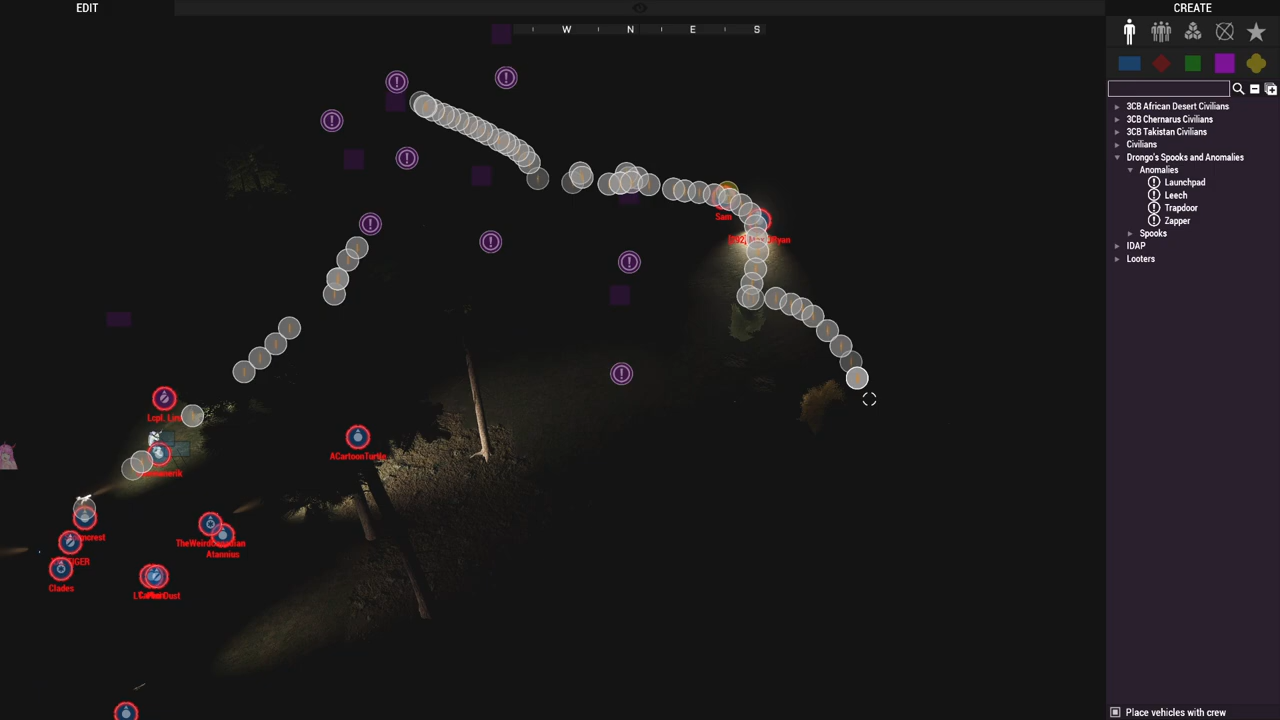 EDIT
CREATE
W N E S
3CB African Desert Civilians
3CB Chernarus Civilians
3CB Takistan Civilians
Civilians
Drongo's Spooks and Anomalies
Anomalies
Launchpad
Leech
Trapdoor
Zapper
Spooks
IDAP
Looters
Sam
Lcpl.
ACartoonTurtle
Atannius
Clades
Place vehicles with crew